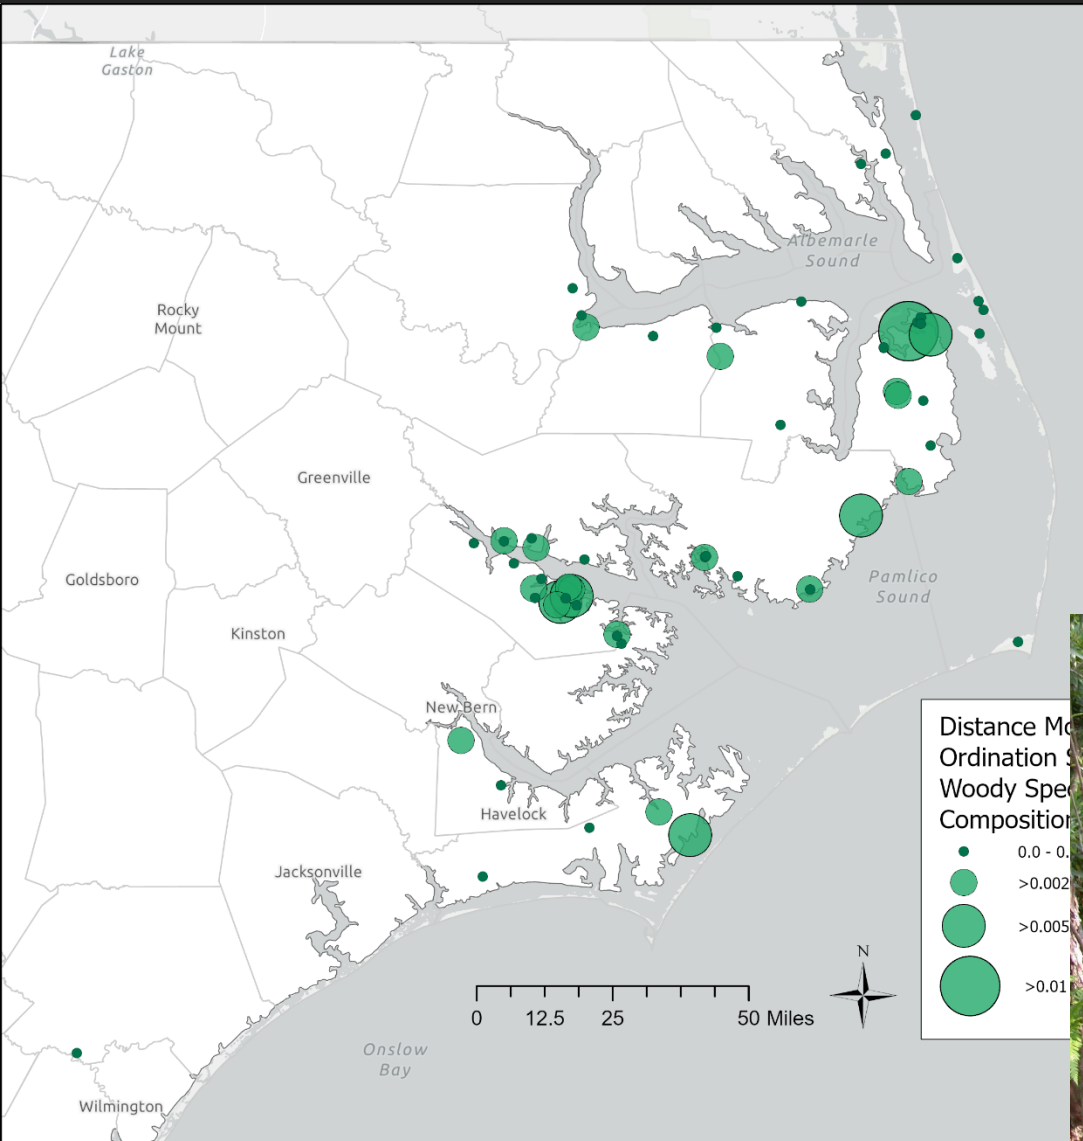 Lake
Gaston
Albemarle
Sound
Rocky
Mount
Greenville
Goldsboro
Pamlico
Sound
Kinston
New Bern
Distance
Ordination
Woody
Composition
Havelock
0.0 - 0.
Jacksonville
>0.002
>0.005
N
>0.01
0 12.5 25 50 Miles
Onslow
Bay
Wilmington